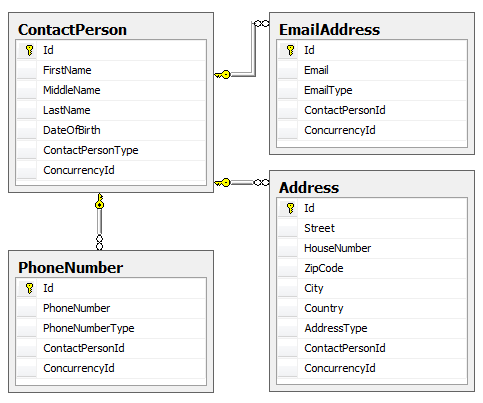 ContactPerson
Id
FirstName
MiddleName
LastName
DateOfBirth
ContactPersonType
ConcurrencyId
EmailAddress
Id
Email
EmailType
ContactPersonId
ConcurrencyId
Address
Id
Street
HouseNumber
ZipCode
City
Country
AddressType
ContactPersonId
ConcurrencyId
PhoneNumber
Id
PhoneNumber
PhoneNumberType
ContactPersonId
ConcurrencyId